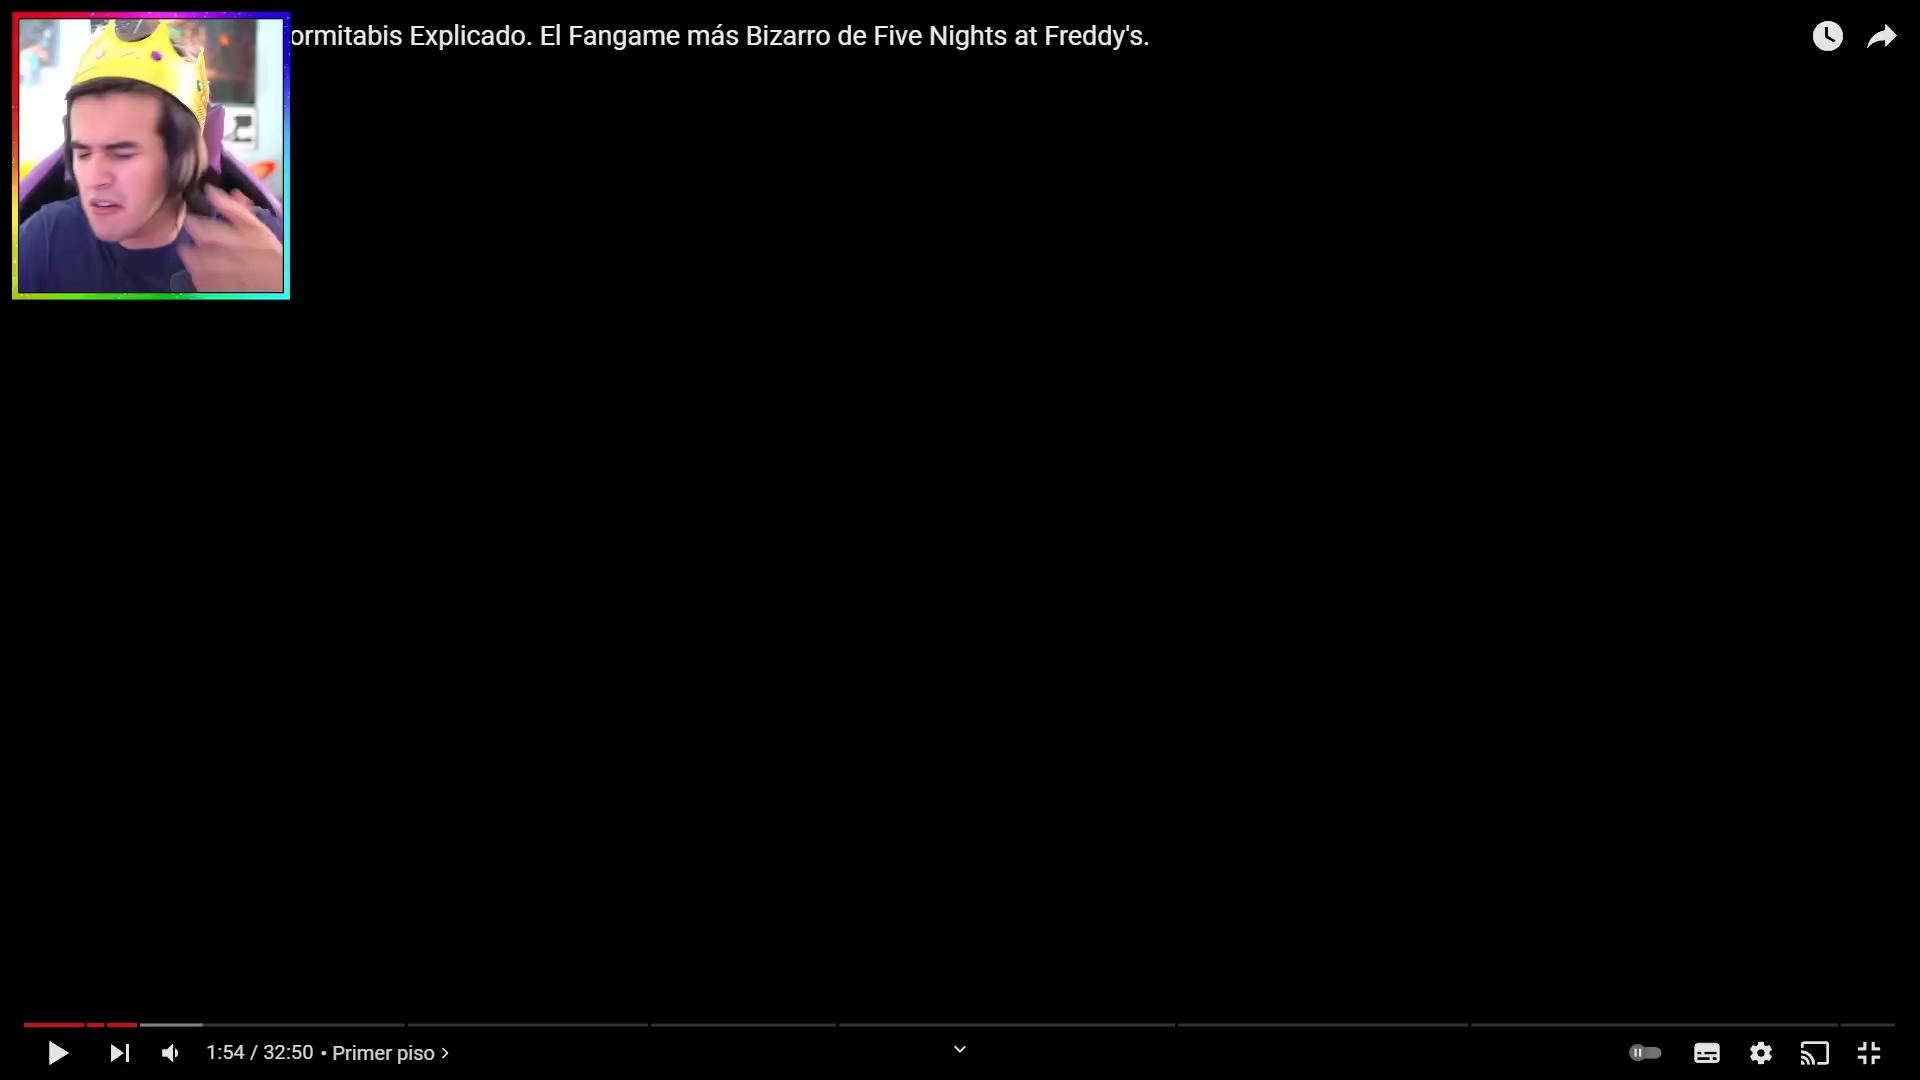 ormitabis Explicado. El Fangame más Bizarro de Five Nights at Freddy's.
1:54 / 32:50 • Primer piso